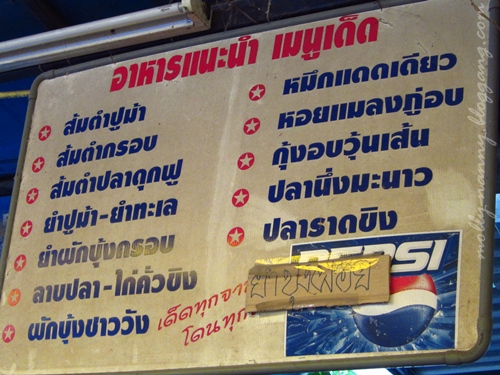 อาหารแนะนำ เมนูเด็ด
ส้มตำปูม้า
ส้มตำกรอบ
ส้มตำปลาดุกฟู
ยำปูม้า-ยำทะเล
ยำผักบุ้งกรอบ
ลาบปลา-ไก่คั่วขิง
ผักบุ้งชาววัง
หมึกแดดเดียว
หอยแมลงภู่อบ
กุ้งอบวุ้นเส้น
ปลานึ่งมะนาว
ปลาราดขิง
เด็ดทุกจา
โดนทุก
PEPSI
mollymommy.bloggang.com